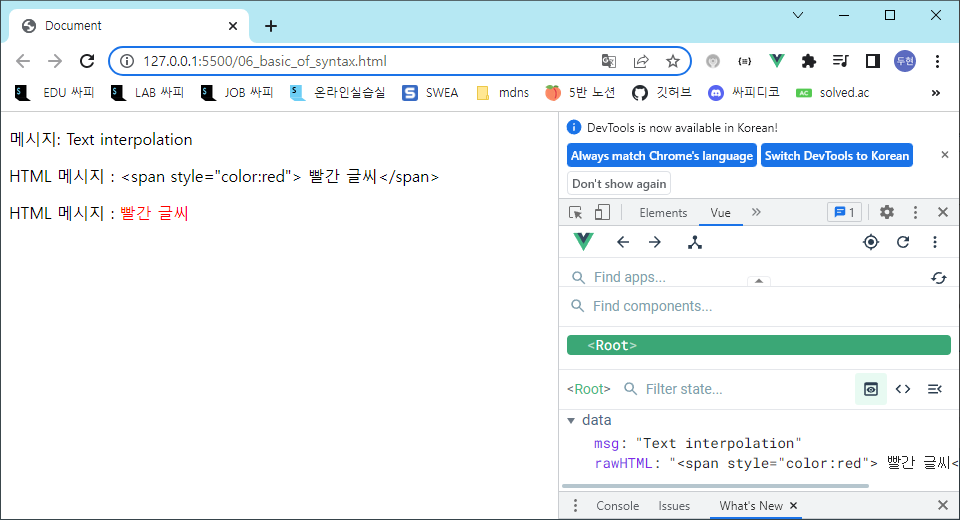 Document
127.0.0.1:5500/06_basic_of_syntax.html
두현
EDU 싸피 LAB 싸피 JOB 싸피 온라인실습실 SWEA mdns 5반 노션 깃허브 싸피디코 solved.ac »
메시지: Text interpolation
HTML 메시지 : <span style="color:red"> 빨간 글씨</span>
HTML 메시지 : 빨간 글씨
DevTools is now available in Korean!
Always match Chrome's language Switch DevTools to Korean
Don't show again
Elements Vue » 1
Find apps...
Find components...
<Root>
<Root> Filter state...
data
msg: "Text interpolation"
rawHTML: "<span style="color:red"> 빨간 글씨<
Console Issues What's New